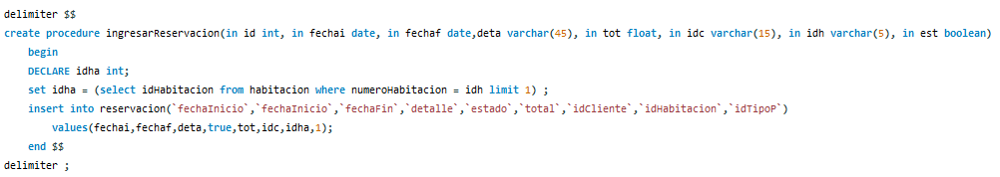 delimiter $$
create procedure ingresarReservacion(in id int, in fechai date, in fechaf date,deta varchar(45), in tot float, in idc varchar(15), in idh varchar(5), in est boolean)
begin
DECLARE idha int;
set idha = (select idHabitacion from habitacion where numeroHabitacion = idh limit 1) ;
insert into reservacion(`fechaInicio`,`fechaInicio`,`fechaFin`,`detalle`,`estado`,`total`,`idCliente`,`idHabitacion`,`idTipoP`)
values(fechai,fechaf,deta,true,tot,idc,idha,1);
end $$
delimiter ;